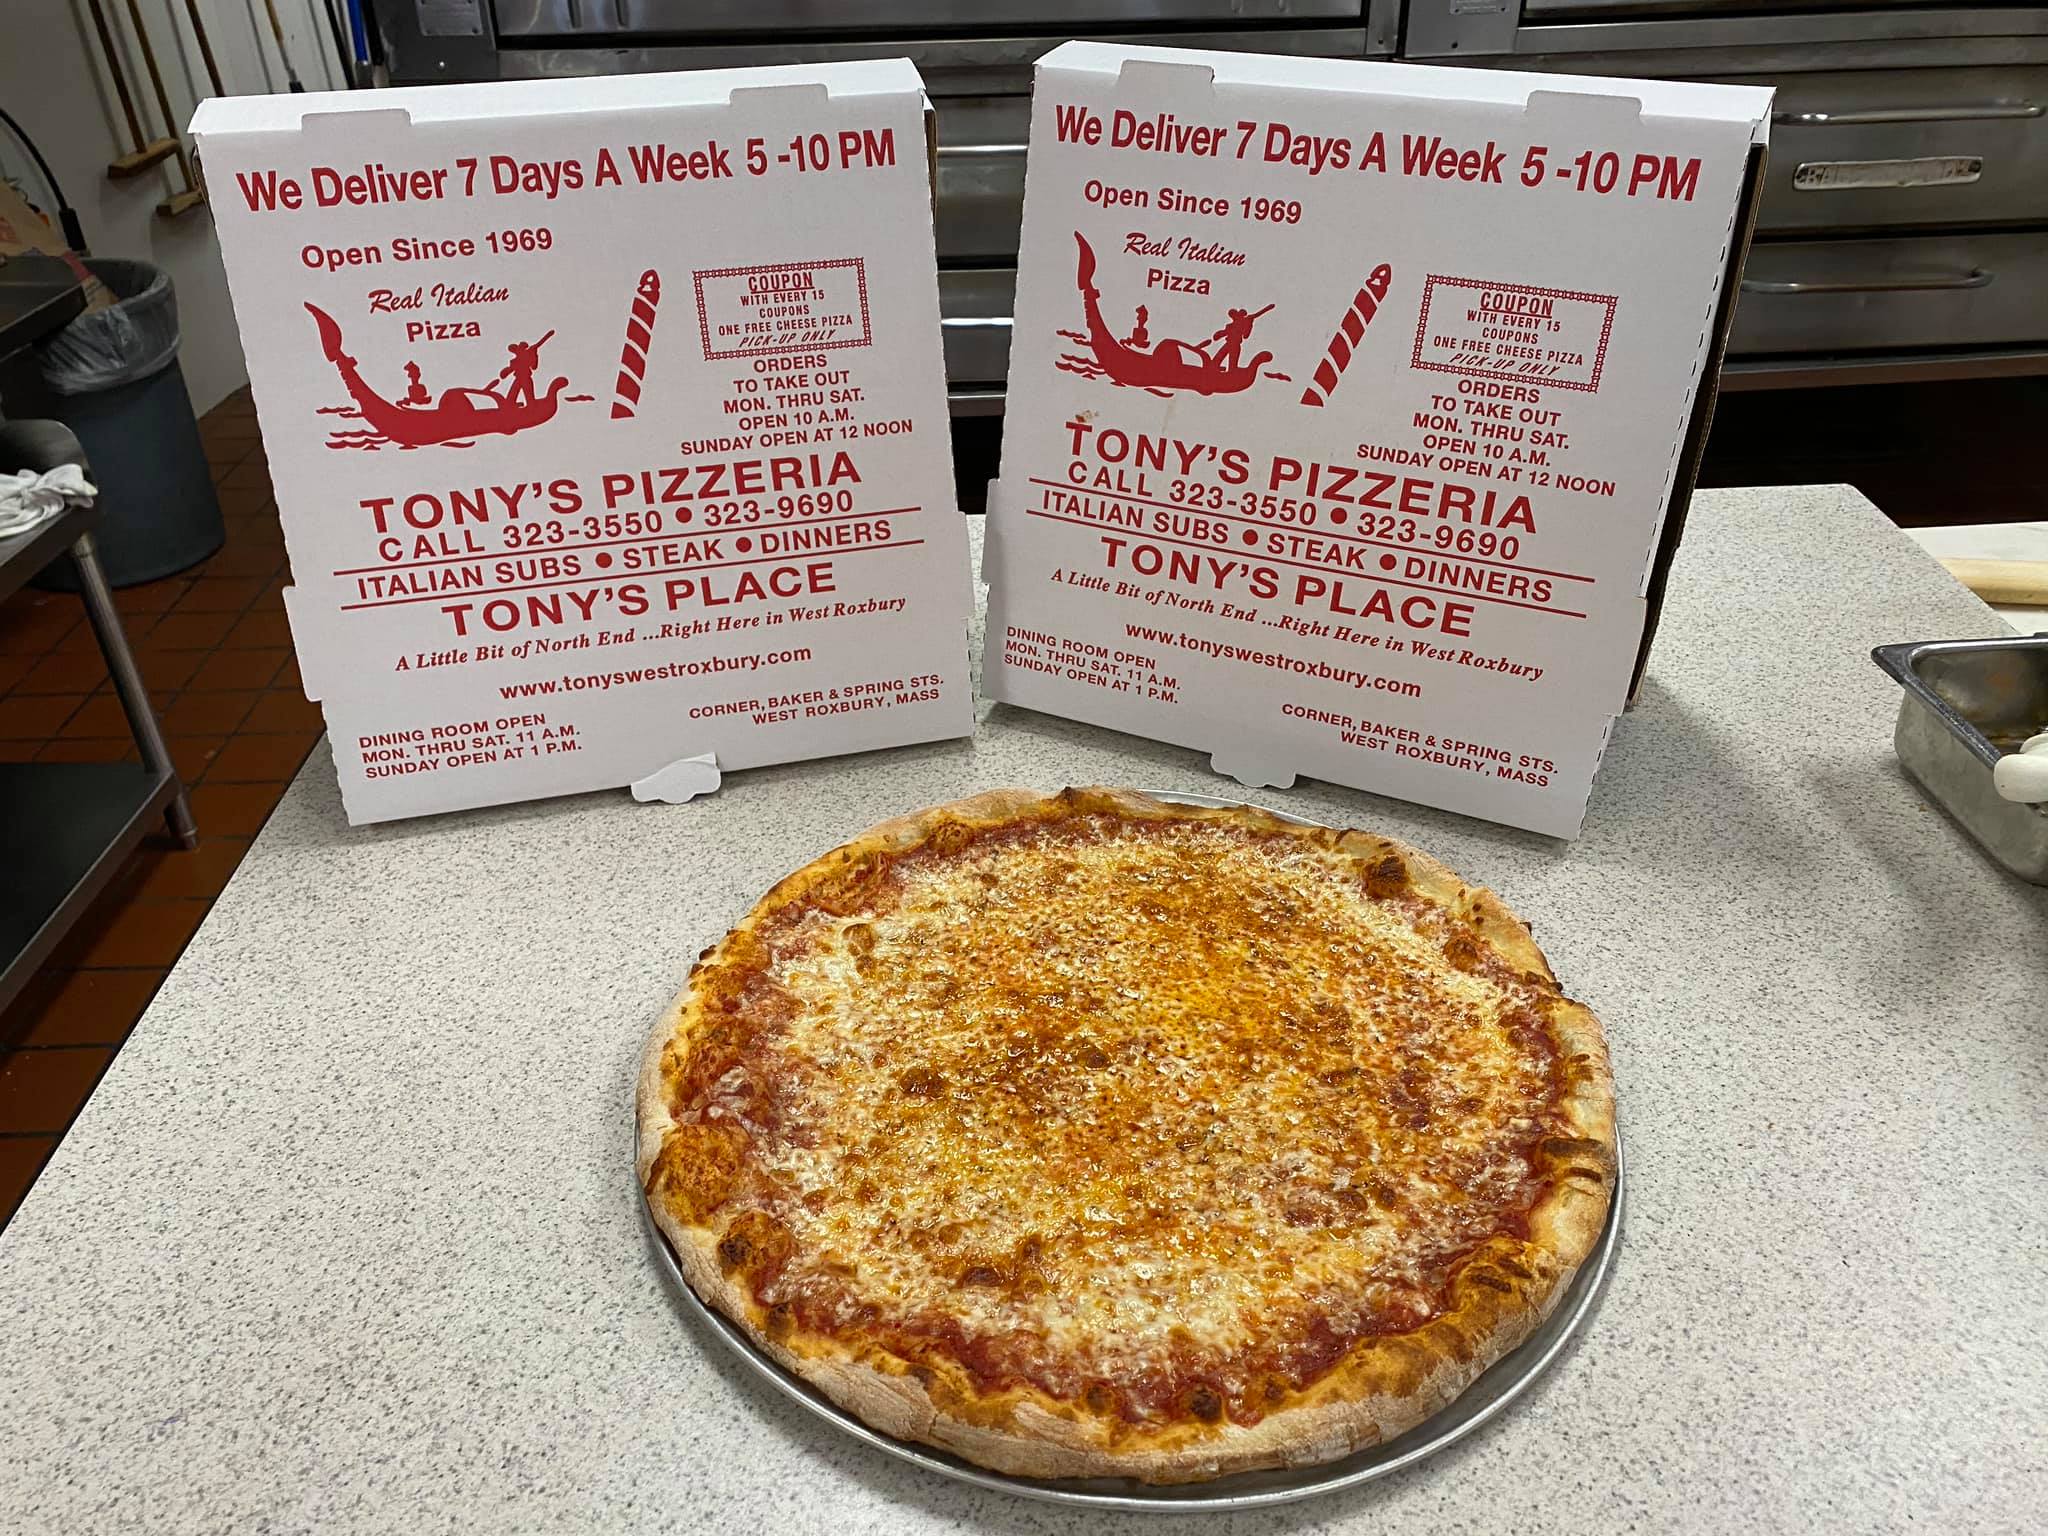 We Deliver 7 Days A Week 5 -10 PM
Open Since 1969
Real Italian
Pizza
COUPON
WITH EVERY 15
COUPONS
ONE FREE CHEESE PIZZA
PICK-UP ONLY
ORDERS
TO TAKE OUT
MON. THRU SAT.
OPEN 10 A.M.
SUNDAY OPEN AT 12 NOON
TONY'S PIZZERIA
CALL 323-3550 • 323-9690
ITALIAN SUBS • STEAK • DINNERS
TONY'S PLACE
A Little Bit of North End ...Right Here in West Roxbury
www.tonyswestroxbury.com
DINING ROOM OPEN
MON. THRU SAT. 11 A.M.
SUNDAY OPEN AT 1 P.M.
CORNER, BAKER & SPRING STS.
WEST ROXBURY, MASS
We Deliver 7 Days A Week 5 -10 PM
Open Since 1969
Real Italian
Pizza
COUPON
WITH EVERY 15
COUPONS
ONE FREE CHEESE PIZZA
PICK-UP ONLY
ORDERS
TO TAKE OUT
MON. THRU SAT.
OPEN 10 A.M.
SUNDAY OPEN AT 12 NOON
TONY'S PIZZERIA
CALL 323-3550 • 323-9690
ITALIAN SUBS • STEAK • DINNERS
TONY'S PLACE
A Little Bit of North End ...Right Here in West Roxbury
www.tonyswestroxbury.com
DINING ROOM OPEN
MON. THRU SAT. 11 A.M.
SUNDAY OPEN AT 1 P.M.
CORNER, BAKER & SPRING STS.
WEST ROXBURY, MASS